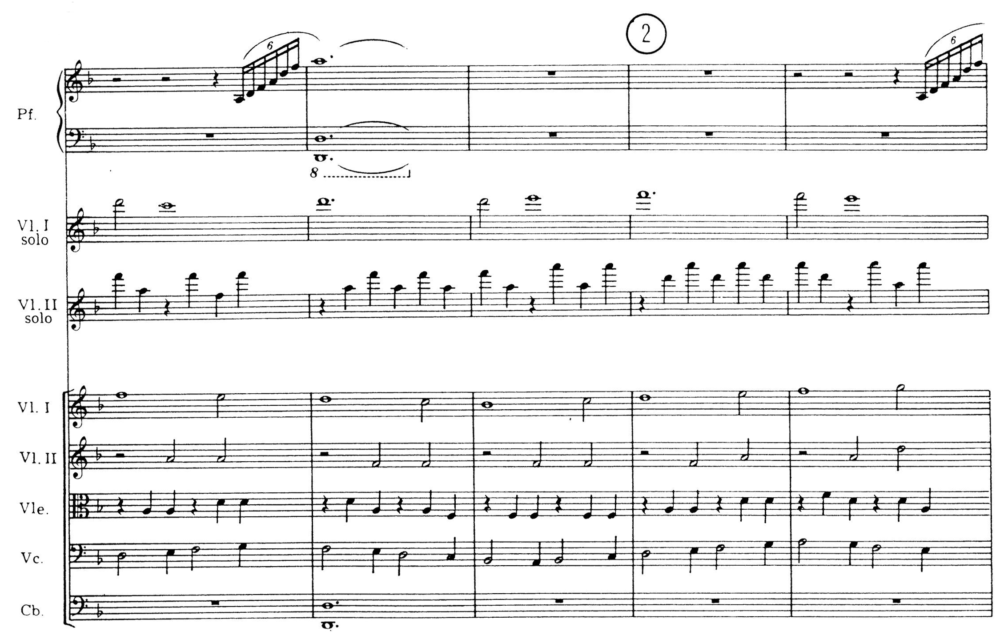 2
6
6
Pf.
8
Vl. I
solo
Vl. II
solo
Vl. I
Vl. II
Vle.
Vc.
Cb.